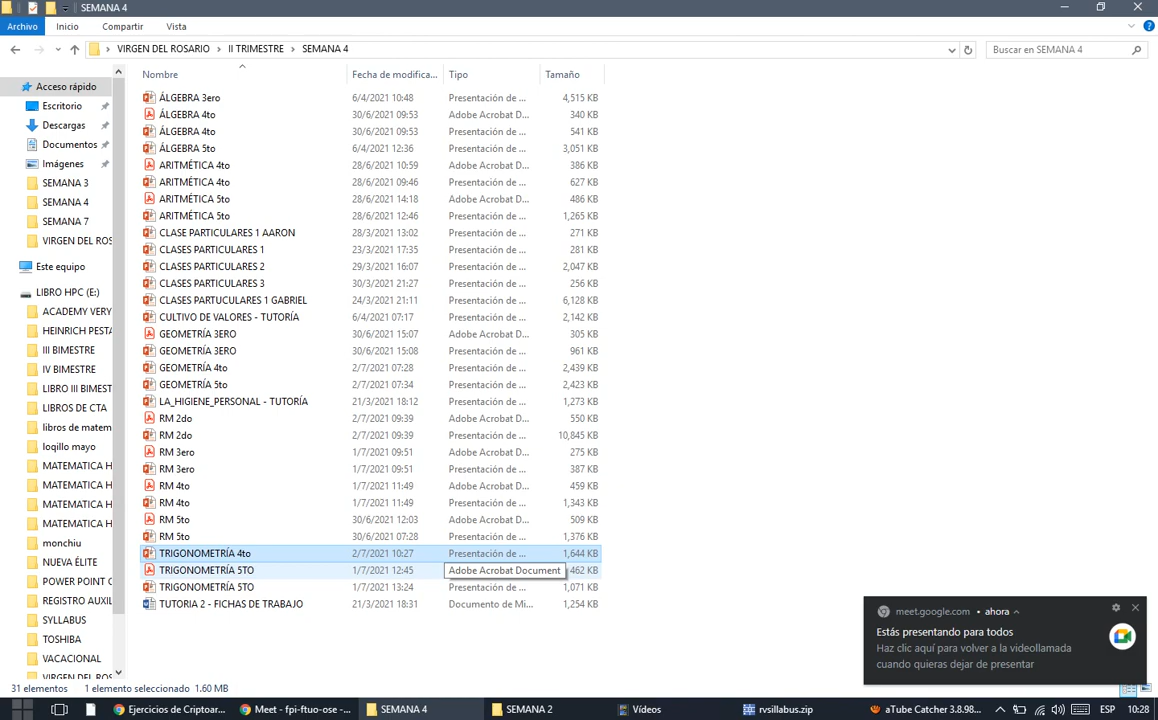 SEMANA 4
Archivo Inicio Compartir Vista
VIRGEN DEL ROSARIO › II TRIMESTRE › SEMANA 4
Buscar en SEMANA 4
Nombre Fecha de modifica... Tipo Tamaño
Acceso rápido
Escritorio
Descargas
Documentos
Imágenes
SEMANA 3
SEMANA 4
SEMANA 7
VIRGEN DEL ROS
Este equipo
LIBRO HPC (E:)
ACADEMY VERY
HEINRICH PESTA
III BIMESTRE
IV BIMESTRE
LIBRO III BIMEST
LIBROS DE CTA
libros de matem
loqillo mayo
MATEMATICA H
MATEMATICA H
MATEMATICA H
MATEMATICA H
monchiu
NUEVA ÉLITE
POWER POINT C
REGISTRO AUXIL
SYLLABUS
TOSHIBA
VACACIONAL
VIRGEN DEL ROS
ÁLGEBRA 3ero 6/4/2021 10:48 Presentación de ... 4,515 KB
ÁLGEBRA 4to 30/6/2021 09:53 Adobe Acrobat D... 340 KB
ÁLGEBRA 4to 30/6/2021 09:53 Presentación de ... 541 KB
ÁLGEBRA 5to 6/4/2021 12:36 Presentación de ... 3,051 KB
ARITMÉTICA 4to 28/6/2021 10:59 Adobe Acrobat D... 386 KB
ARITMÉTICA 4to 28/6/2021 09:46 Presentación de ... 627 KB
ARITMÉTICA 5to 28/6/2021 14:18 Adobe Acrobat D... 486 KB
ARITMÉTICA 5to 28/6/2021 12:46 Presentación de ... 1,265 KB
CLASE PARTICULARES 1 AARON 28/3/2021 13:02 Presentación de ... 271 KB
CLASES PARTICULARES 1 23/3/2021 17:35 Presentación de ... 281 KB
CLASES PARTICULARES 2 29/3/2021 16:07 Presentación de ... 2,047 KB
CLASES PARTICULARES 3 30/3/2021 21:27 Presentación de ... 256 KB
CLASES PARTUCULARES 1 GABRIEL 24/3/2021 21:11 Presentación de ... 6,128 KB
CULTIVO DE VALORES - TUTORÍA 6/4/2021 07:17 Presentación de ... 2,142 KB
GEOMETRÍA 3ERO 30/6/2021 15:07 Adobe Acrobat D... 305 KB
GEOMETRÍA 3ERO 30/6/2021 15:08 Presentación de ... 961 KB
GEOMETRÍA 4to 2/7/2021 07:28 Presentación de ... 2,439 KB
GEOMETRÍA 5to 2/7/2021 07:34 Presentación de ... 2,423 KB
LA_HIGIENE_PERSONAL - TUTORÍA 21/3/2021 18:12 Presentación de ... 1,273 KB
RM 2do 2/7/2021 09:39 Adobe Acrobat D... 550 KB
RM 2do 2/7/2021 09:39 Presentación de ... 10,845 KB
RM 3ero 1/7/2021 09:51 Adobe Acrobat D... 275 KB
RM 3ero 1/7/2021 09:51 Presentación de ... 387 KB
RM 4to 1/7/2021 11:49 Adobe Acrobat D... 459 KB
RM 4to 1/7/2021 11:49 Presentación de ... 1,343 KB
RM 5to 30/6/2021 12:03 Adobe Acrobat D... 509 KB
RM 5to 30/6/2021 07:28 Presentación de ... 1,376 KB
TRIGONOMETRÍA 4to 2/7/2021 10:27 Presentación de ... 1,644 KB
TRIGONOMETRÍA 5TO 1/7/2021 12:45 Adobe Acrobat Document 462 KB
TRIGONOMETRÍA 5TO 1/7/2021 13:24 Presentación de ... 1,071 KB
TUTORIA 2 - FICHAS DE TRABAJO 21/3/2021 18:31 Documento de Mi... 1,254 KB
meet.google.com • ahora
Estás presentando para todos
Haz clic aquí para volver a la videollamada
cuando quieras dejar de presentar
31 elementos 1 elemento seleccionado 1.60 MB
Ejercicios de Criptoar... Meet - fpi-ftuo-ose -... SEMANA 4 SEMANA 2 Vídeos rvsillabus.zip aTube Catcher 3.8.98... ESP 10:28